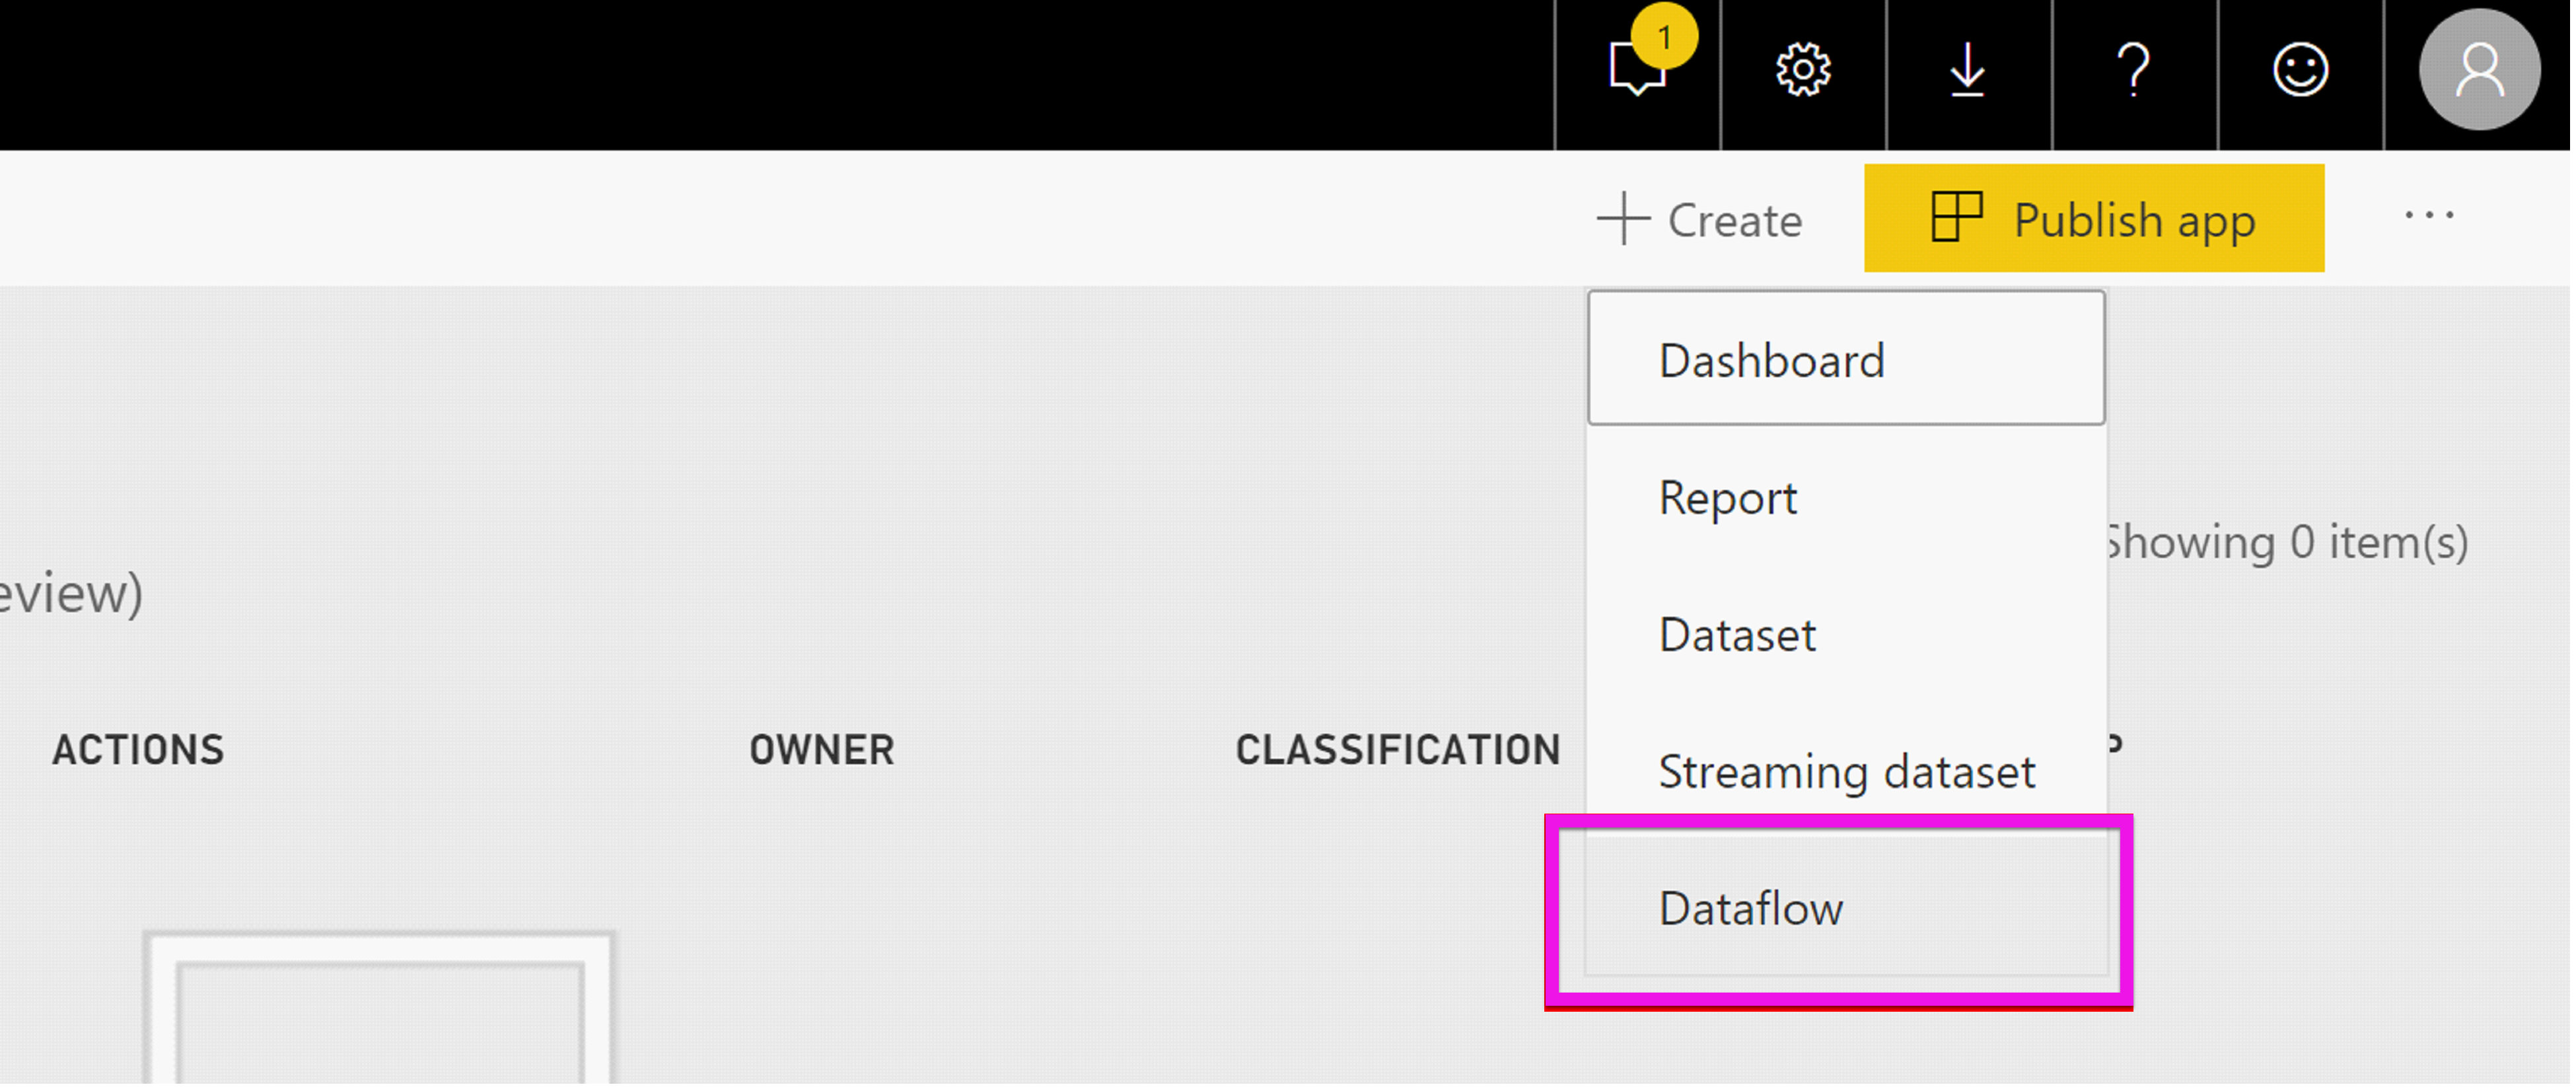 1
Create
Publish app
Dashboard
Report
Showing 0 item(s)
eview)
Dataset
ACTIONS
OWNER
CLASSIFICATION
P
Streaming dataset
Dataflow